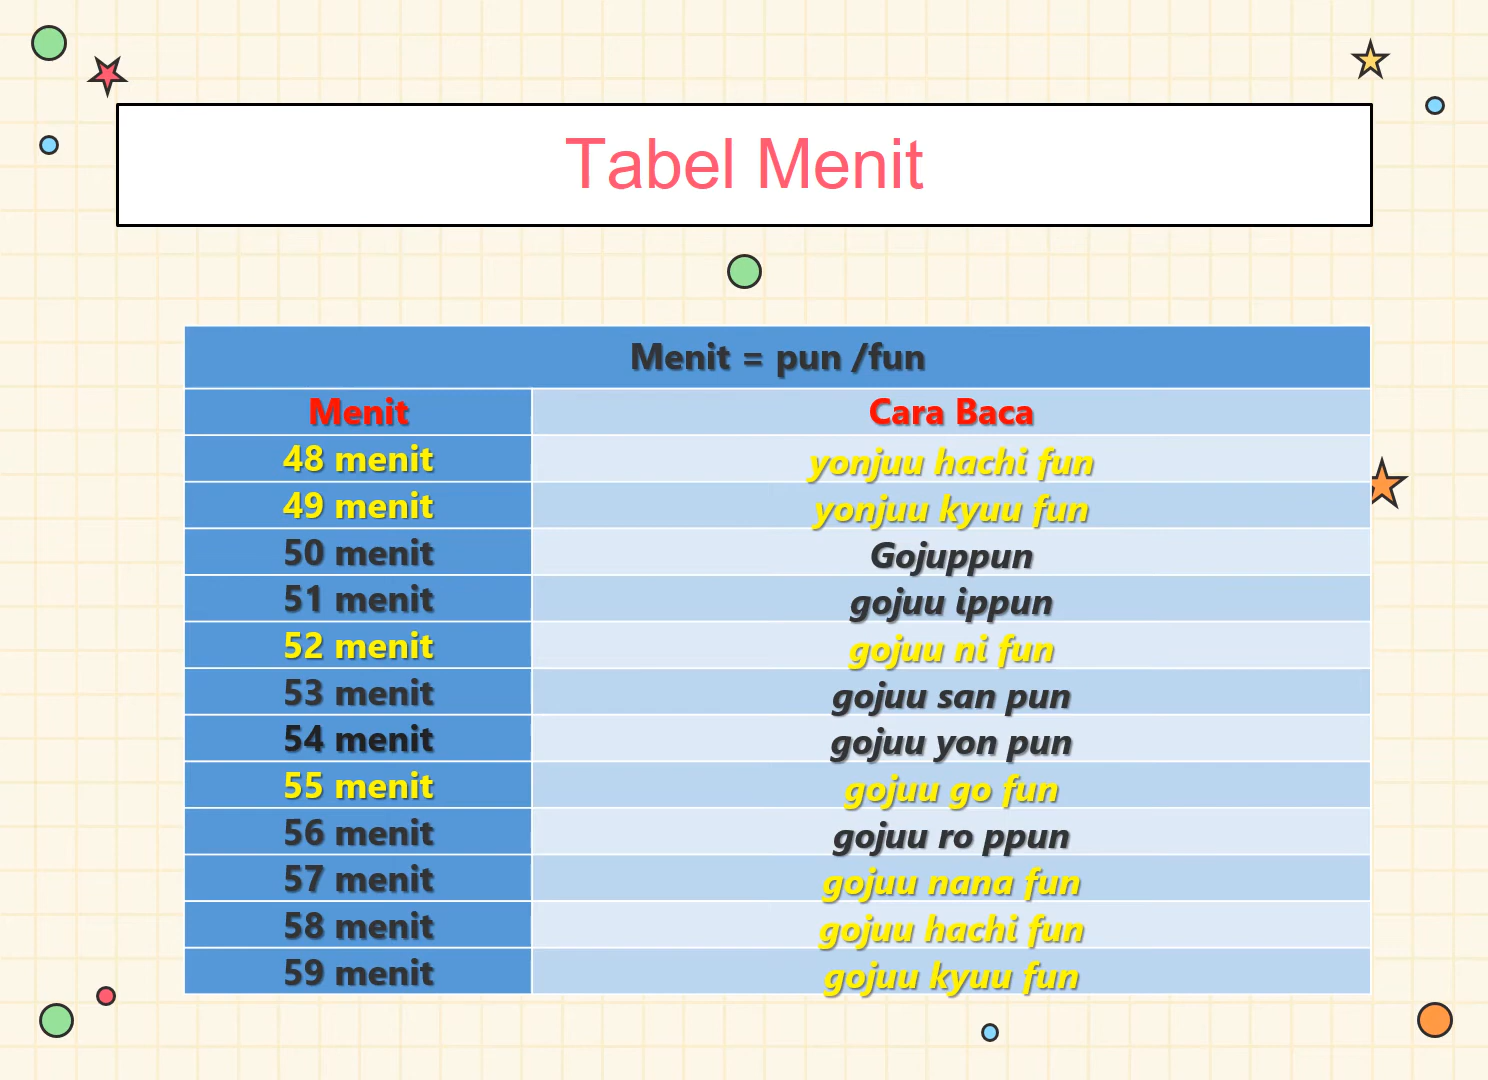 Tabel Menit
Menit = pun /fun
Menit Cara Baca
48 menit yonjuu hachi fun
49 menit yonjuu kyuu fun
50 menit Gojuppun
51 menit gojuu ippun
52 menit gojuu ni fun
53 menit gojuu san pun
54 menit gojuu yon pun
55 menit gojuu go fun
56 menit gojuu ro ppun
57 menit gojuu nana fun
58 menit gojuu hachi fun
59 menit gojuu kyuu fun